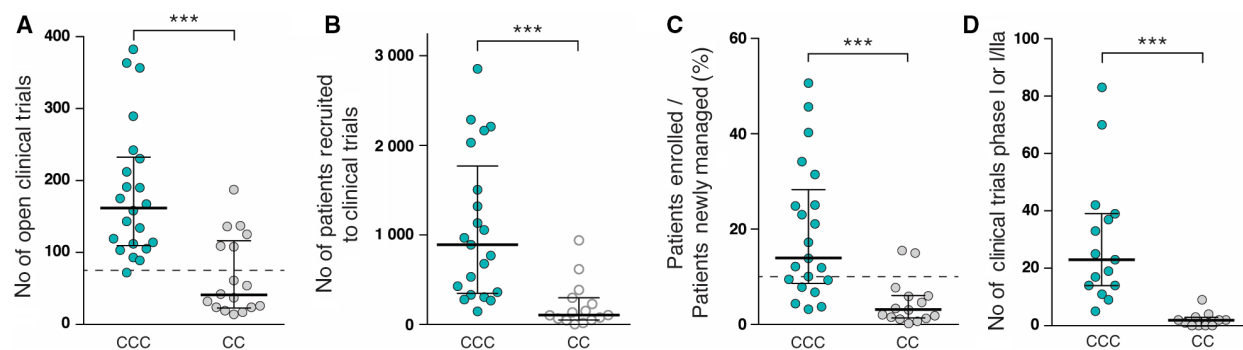 A
No of open clinical trials
400
300
200
100
0
***
CCC
CC
B
No of patients recruited
to clinical trials
3 000
2 000
1 000
0
***
CCC
CC
C
Patients enrolled /
Patients newly managed (%)
60
40
20
0
***
CCC
CC
D
No of clinical trials phase I or I/IIa
100
80
60
40
20
0
***
CCC
CC